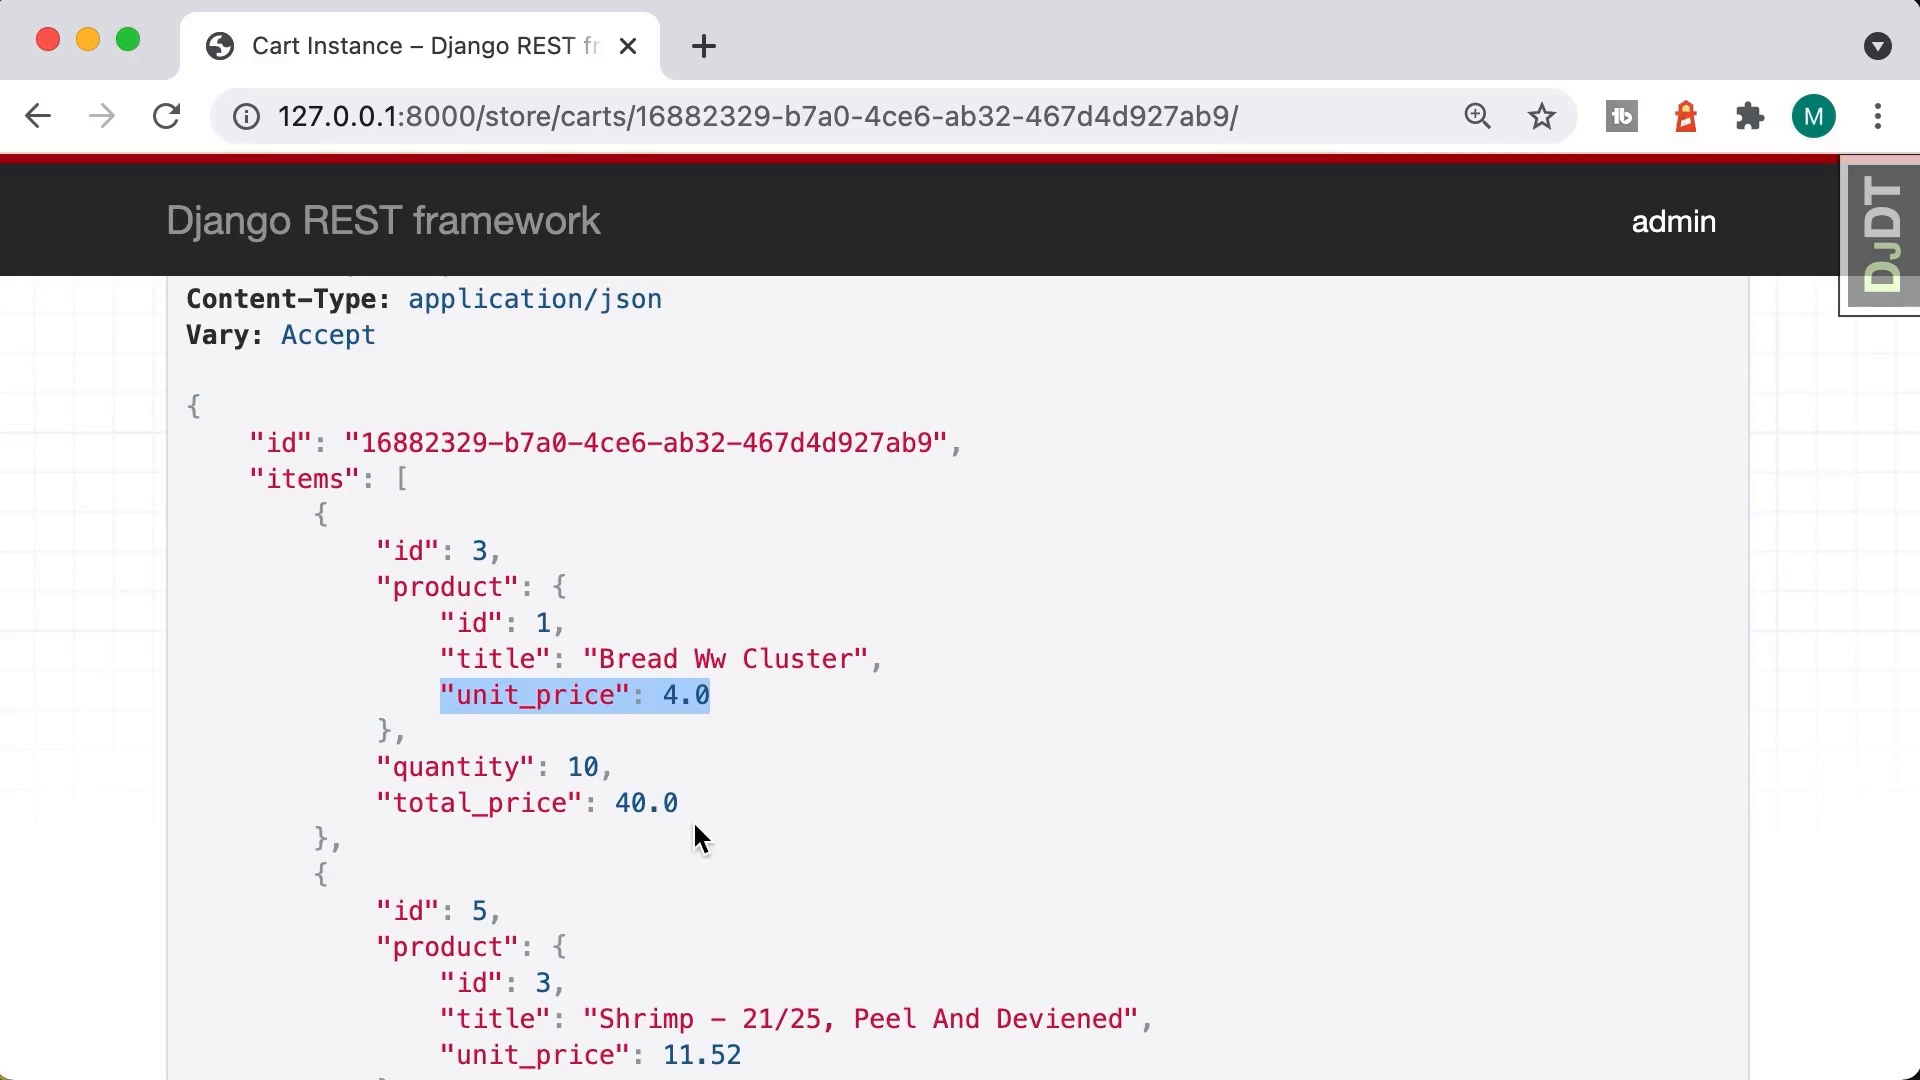 Cart Instance – Django REST fr
127.0.0.1:8000/store/carts/16882329-b7a0-4ce6-ab32-467d4d927ab9/
M
Django REST framework
admin
DJDT
Content-Type: application/json
Vary: Accept
{
"id": "16882329-b7a0-4ce6-ab32-467d4d927ab9",
"items": [
{
"id": 3,
"product": {
"id": 1,
"title": "Bread Ww Cluster",
"unit_price": 4.0
},
"quantity": 10,
"total_price": 40.0
},
{
"id": 5,
"product": {
"id": 3,
"title": "Shrimp - 21/25, Peel And Deviened",
"unit_price": 11.52